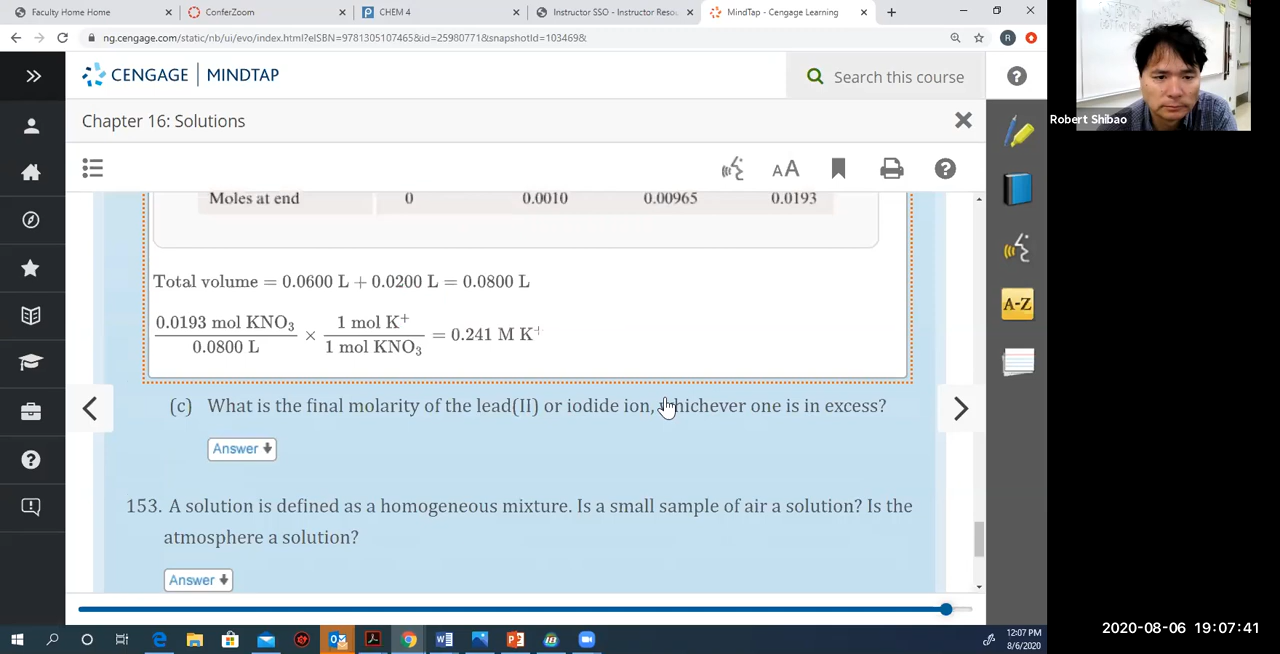 Faculty Home Home
ConferZoom
CHEM 4
Instructor SSO - Instructor Resou
MindTap - Cengage Learning
ng.cengage.com/static/nb/ui/evo/index.html?eISBN=9781305107465&id=25980771&snapshotId=103469&
R
CENGAGE | MINDTAP
Search this course
Robert Shibao
Chapter 16: Solutions
AA
A-Z
Moles at end 0 0.0010 0.00965 0.0193
Total volume = 0.0600 L + 0.0200 L = 0.0800 L
0.0193 mol KNO₃ / 0.0800 L × 1 mol K⁺ / 1 mol KNO₃ = 0.241 M K⁺
(c) What is the final molarity of the lead(II) or iodide ion, whichever one is in excess?
Answer
153. A solution is defined as a homogeneous mixture. Is a small sample of air a solution? Is the
atmosphere a solution?
Answer
12:07 PM
8/6/2020
2020-08-06 19:07:41